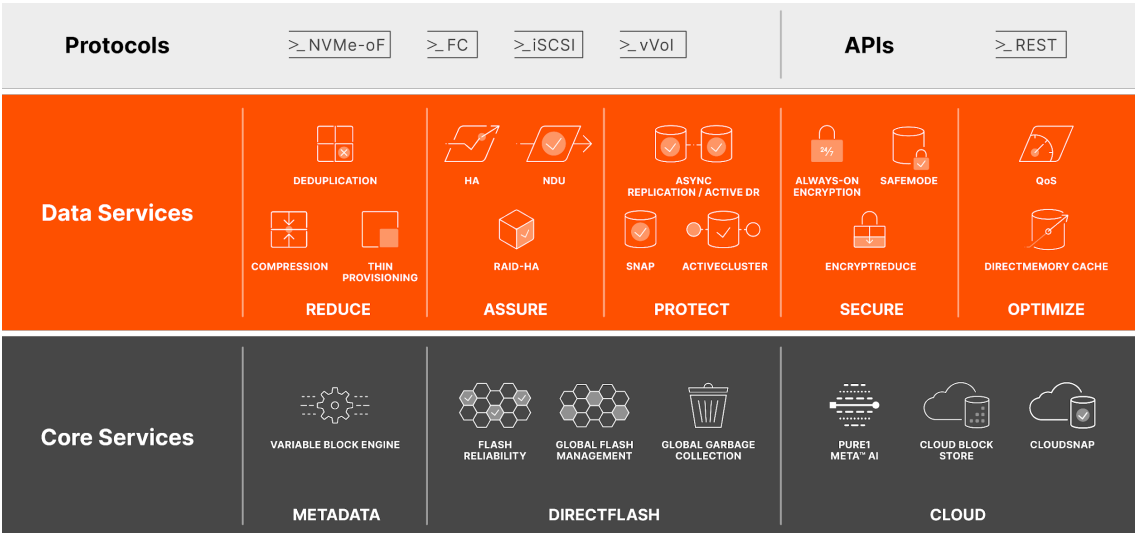 Protocols
>_NVMe-oF
>_FC
>_iSCSI
>_vVol
APIs
>_REST
Data Services
DEDUPLICATION
COMPRESSION
THIN
PROVISIONING
REDUCE
HA
NDU
RAID-HA
ASSURE
ASYNC
REPLICATION / ACTIVE DR
SNAP
ACTIVECLUSTER
PROTECT
24/7
ALWAYS-ON
ENCRYPTION
SAFEMODE
ENCRYPTREDUCE
SECURE
QoS
DIRECTMEMORY CACHE
OPTIMIZE
Core Services
VARIABLE BLOCK ENGINE
METADATA
FLASH
RELIABILITY
GLOBAL FLASH
MANAGEMENT
GLOBAL GARBAGE
COLLECTION
DIRECTFLASH
PURE1
META™ AI
CLOUD BLOCK
STORE
CLOUDSNAP
CLOUD